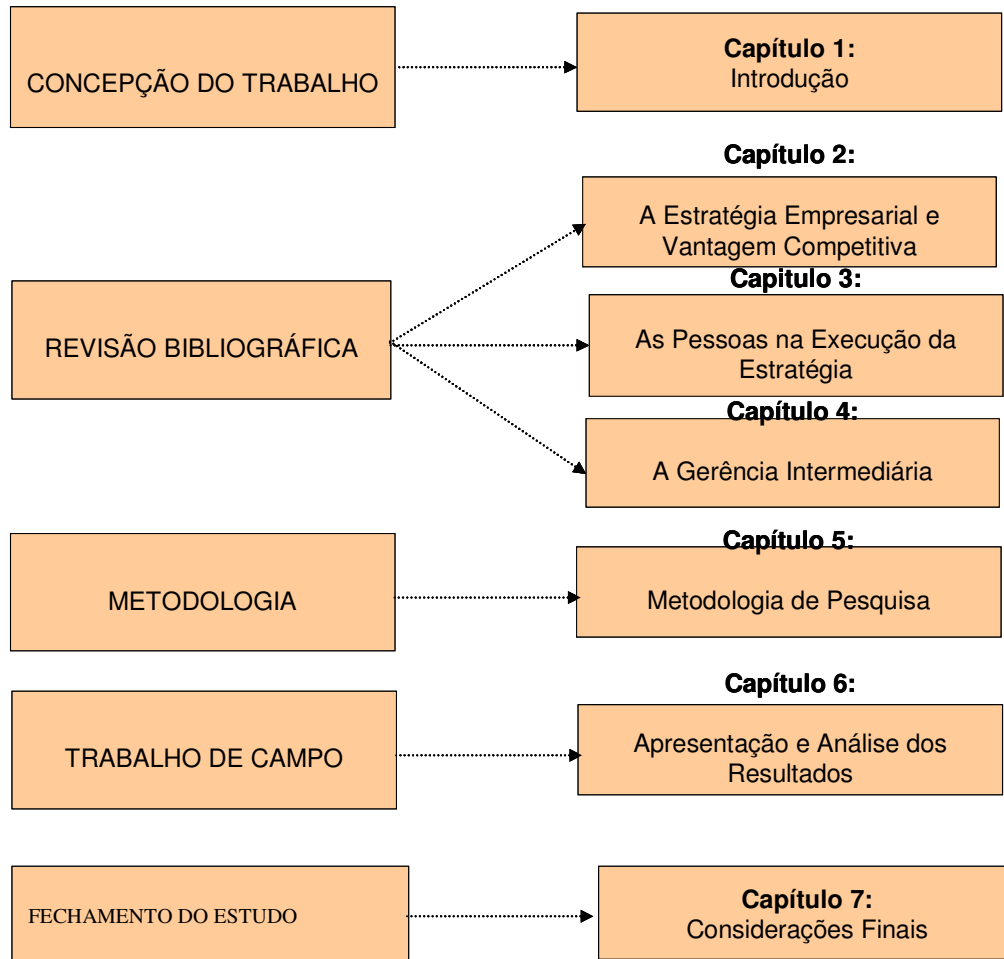 CONCEPÇÃO DO TRABALHO
Capítulo 1:
Introdução
Capítulo 2:
A Estratégia Empresarial e
Vantagem Competitiva
REVISÃO BIBLIOGRÁFICA
Capitulo 3:
As Pessoas na Execução da
Estratégia
Capítulo 4:
A Gerência Intermediária
METODOLOGIA
Capítulo 5:
Metodologia de Pesquisa
TRABALHO DE CAMPO
Capítulo 6:
Apresentação e Análise dos
Resultados
FECHAMENTO DO ESTUDO
Capítulo 7:
Considerações Finais